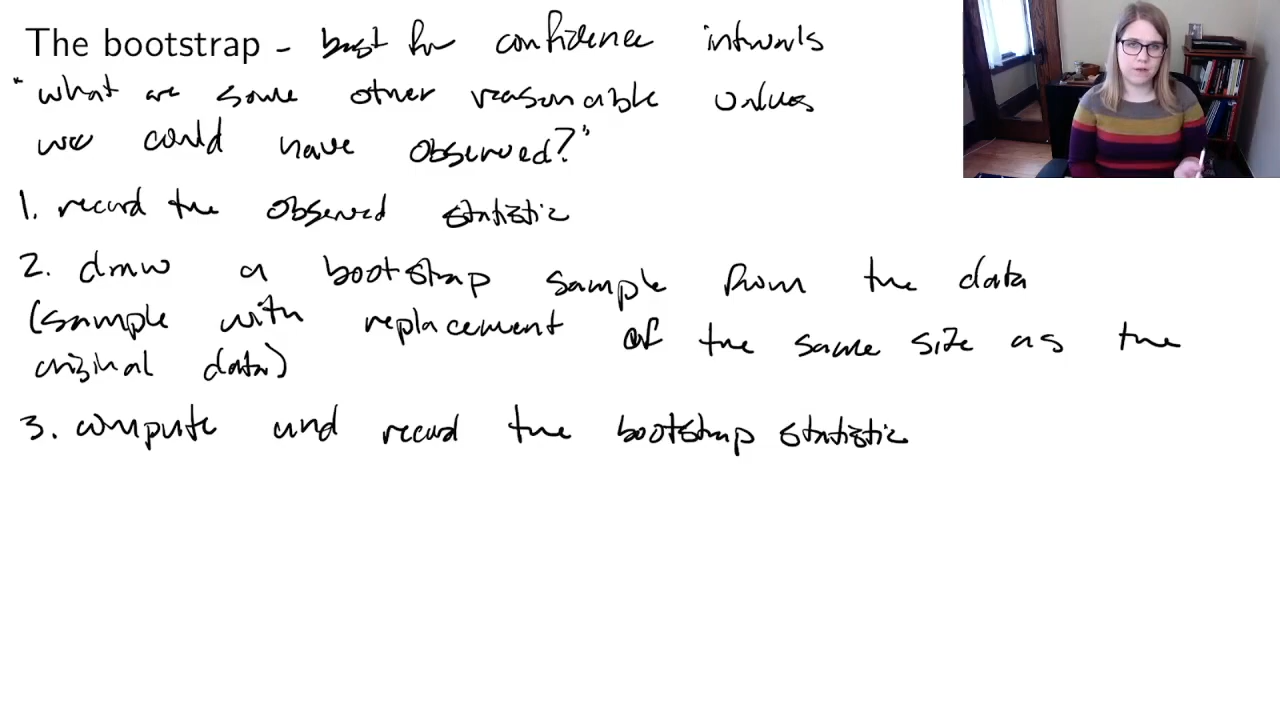 The bootstrap - best for confidence intervals
"what are some other reasonable values
we could have observed?"
1. record the observed statistic
2. draw a bootstrap sample from the data
(sample with replacement of the same size as the
original data)
3. compute and record the bootstrap statistic